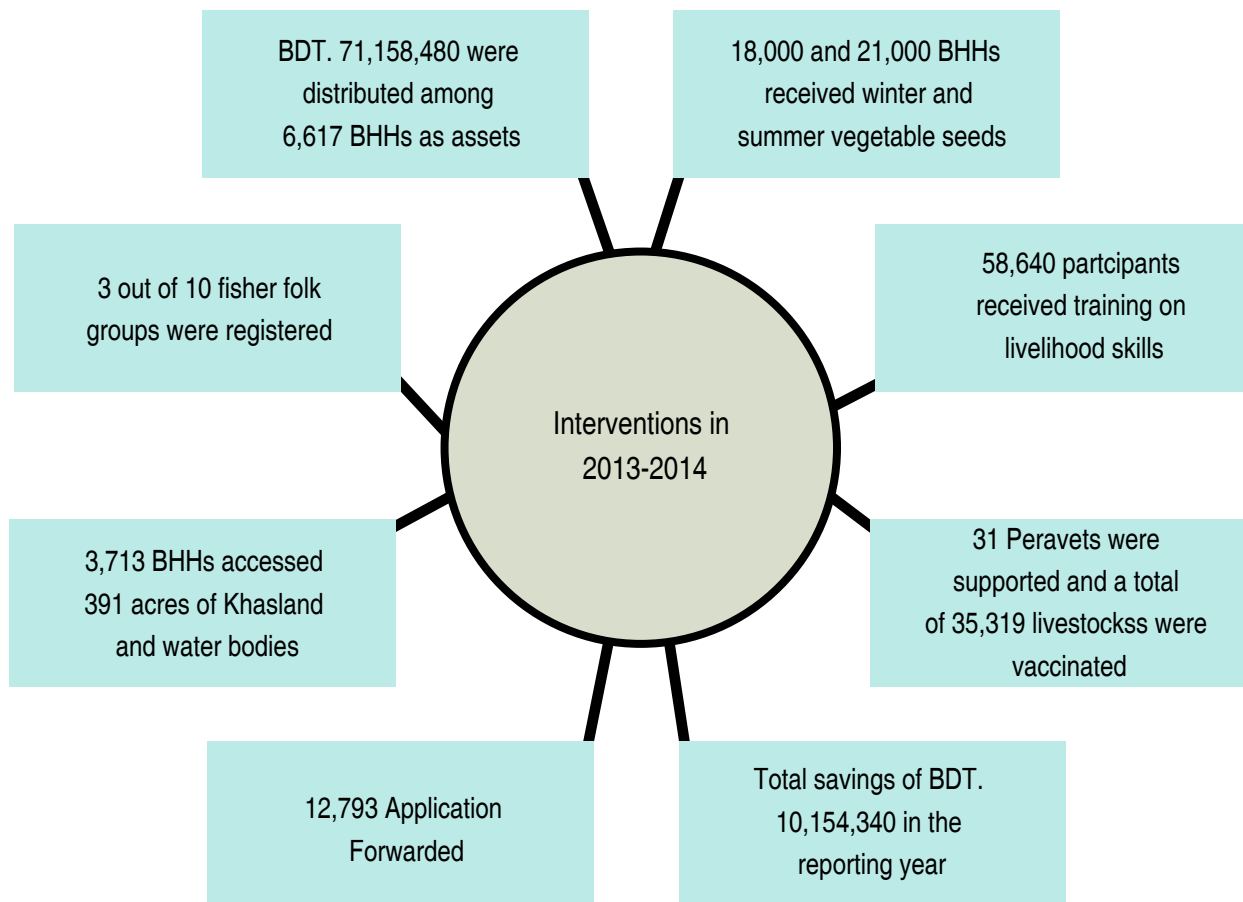 BDT. 71,158,480 were
distributed among
6,617 BHHs as assets
18,000 and 21,000 BHHs
received winter and
summer vegetable seeds
3 out of 10 fisher folk
groups were registered
58,640 partcipants
received training on
livelihood skills
Interventions in
2013-2014
3,713 BHHs accessed
391 acres of Khasland
and water bodies
31 Peravets were
supported and a total
of 35,319 livestockss were
vaccinated
12,793 Application
Forwarded
Total savings of BDT.
10,154,340 in the
reporting year